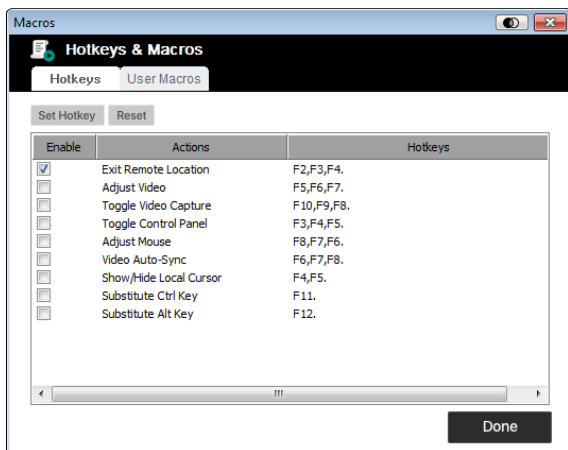 Macros
Hotkeys & Macros
Hotkeys User Macros
Set Hotkey Reset
Enable Actions Hotkeys
Exit Remote Location F2,F3,F4.
Adjust Video F5,F6,F7.
Toggle Video Capture F10,F9,F8.
Toggle Control Panel F3,F4,F5.
Adjust Mouse F8,F7,F6.
Video Auto-Sync F6,F7,F8.
Show/Hide Local Cursor F4,F5.
Substitute Ctrl Key F11.
Substitute Alt Key F12.
Done